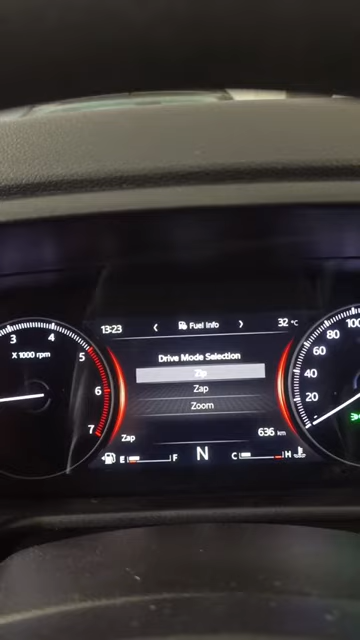 13:23 < Fuel Info > 32 °C
Drive Mode Selection
Zip
Zap
Zoom
3 4 5 6 7
X 1000 rpm
100 80 60 40 20
Zap 636 km
E F N C H